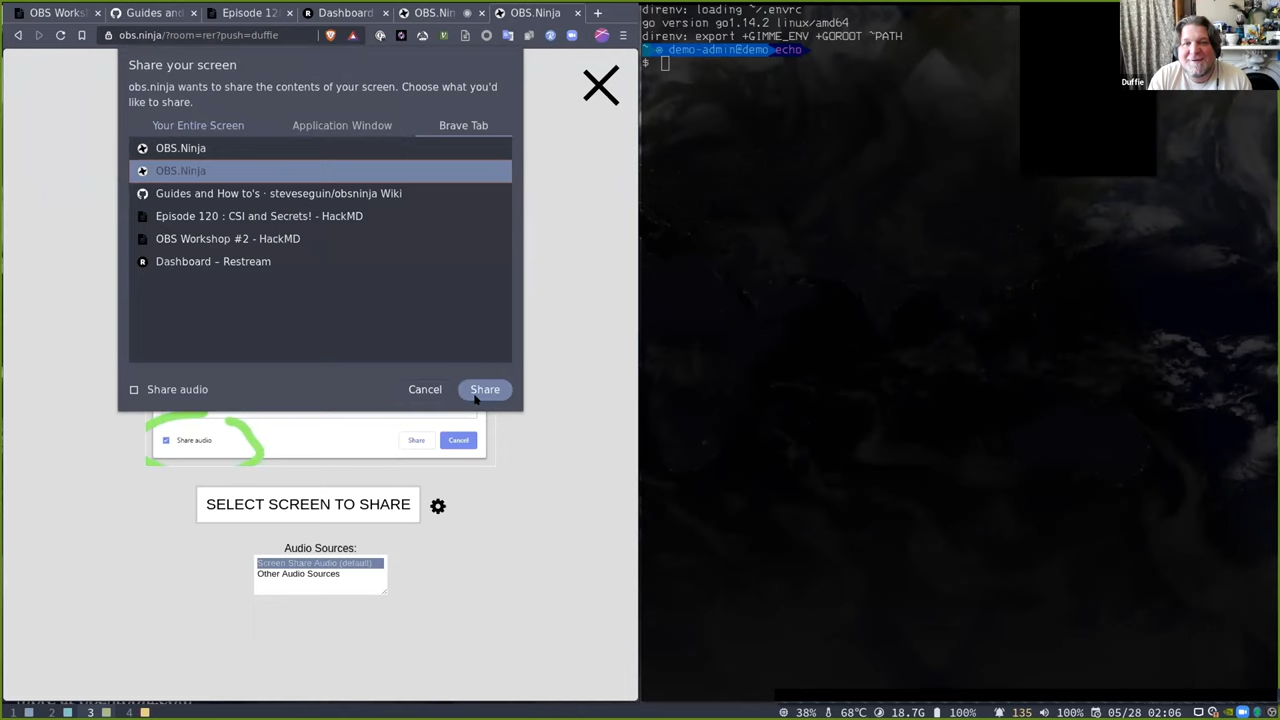 OBS Works
Guides and
Episode 12
Dashboard
OBS.Nin
OBS.Ninja
obs.ninja/?room=rer?push=duffie
Share your screen
obs.ninja wants to share the contents of your screen. Choose what you'd
like to share.
Your Entire Screen
Application Window
Brave Tab
OBS.Ninja
OBS.Ninja
Guides and How to's · steveseguin/obsninja Wiki
Episode 120 : CSI and Secrets! - HackMD
OBS Workshop #2 - HackMD
Dashboard – Restream
Share audio
Cancel
Share
Share audio
Share
Cancel
SELECT SCREEN TO SHARE
Audio Sources:
Screen Share Audio (default)
Other Audio Sources
direnv: loading ~/.envrc
go version go1.14.2 linux/amd64
direnv: export +GIMME_ENV +GOROOT ~PATH
~ demo-admin@demo echo
$
Duffie
1 2 3 4
38% 68°C 18.7G 100% 135 100% 05/28 02:06